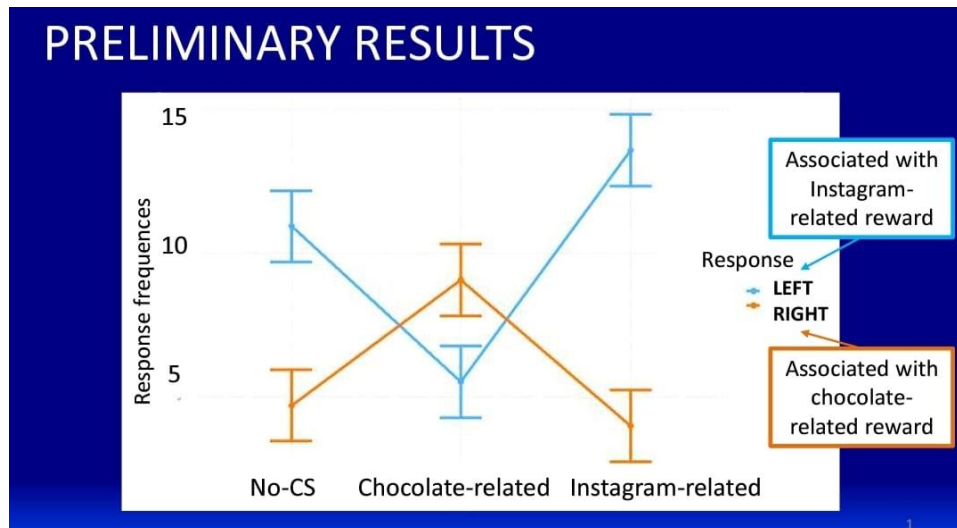 PRELIMINARY RESULTS
15
10
5
Response frequencies
No-CS Chocolate-related Instagram-related
Associated with
Instagram-
related reward
Response
LEFT
RIGHT
Associated with
chocolate-
related reward
1